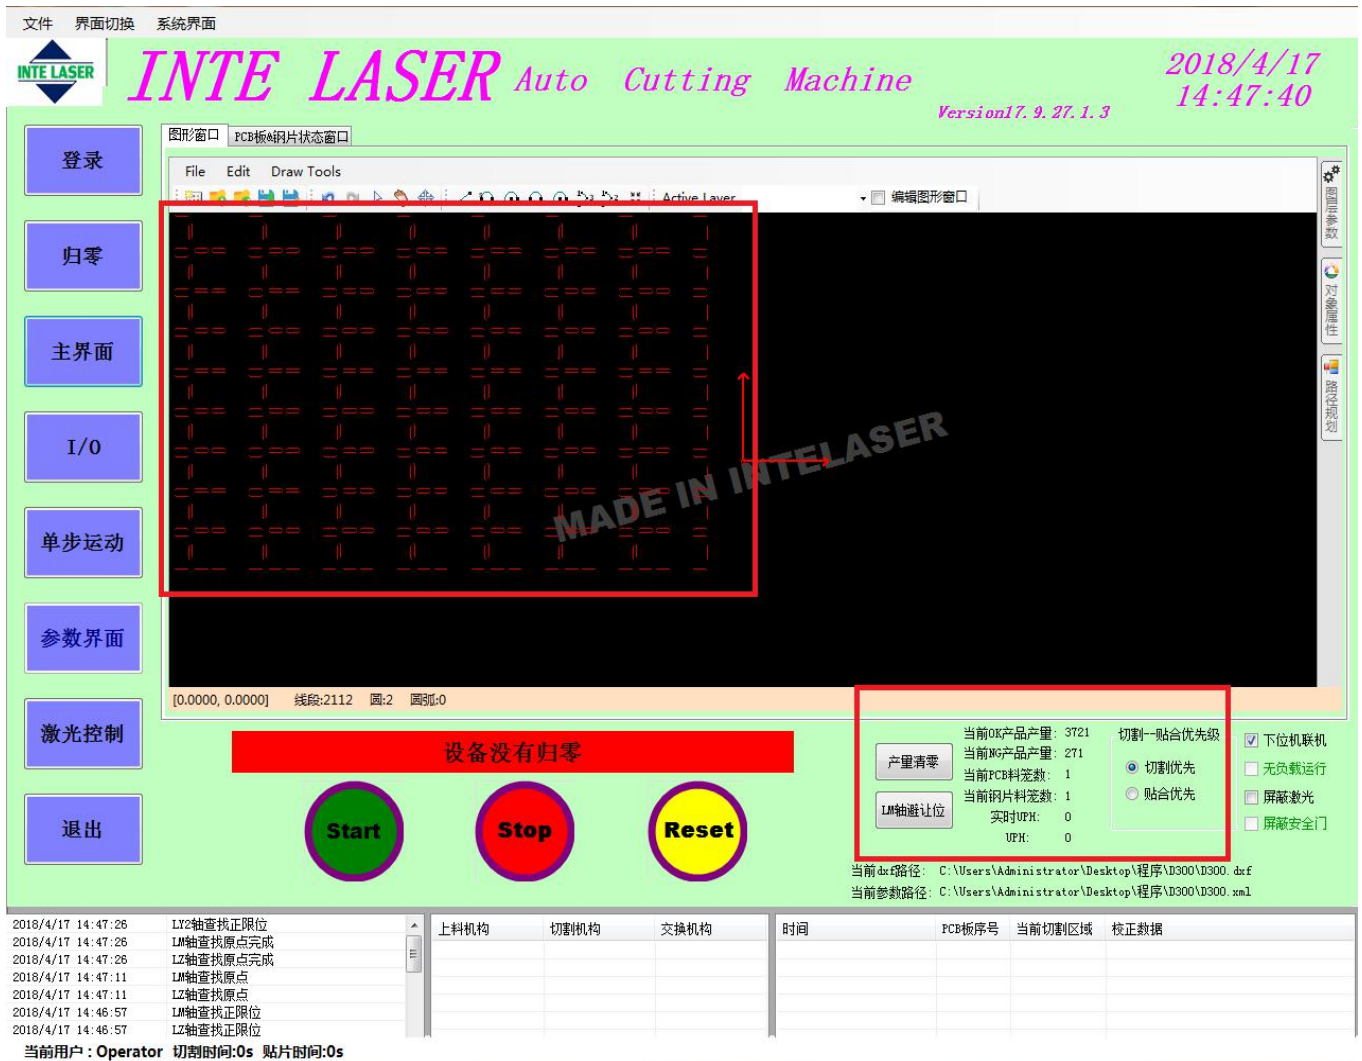 文件 界面切换 系统界面
INTE LASER
INTE LASER Auto Cutting Machine
Version17.9.27.1.3
2018/4/17
14:47:40
登录
归零
主界面
I/O
单步运动
参数界面
激光控制
退出
图形窗口 PCB板&钢片状态窗口
File Edit Draw Tools
Active Layer 编辑图形窗口
图层参数
对象属性
路径规划
MADE IN INTELASER
[0.0000, 0.0000] 线段:2112 圆:2 圆弧:0
设备没有归零
Start Stop Reset
产量清零
LM轴避让位
当前OK产品产量: 3721
当前NG产品产量: 271
当前PCB料笼数: 1
当前钢片料笼数: 1
实时UPH: 0
UPH: 0
切割--贴合优先级
切割优先
贴合优先
下位机联机
无负载运行
屏蔽激光
屏蔽安全门
当前dxf路径: C:\Users\Administrator\Desktop\程序\D300\D300.dxf
当前参数路径: C:\Users\Administrator\Desktop\程序\D300\D300.xml
2018/4/17 14:47:26 LY2轴查找正限位
2018/4/17 14:47:26 LM轴查找原点完成
2018/4/17 14:47:26 LZ轴查找原点完成
2018/4/17 14:47:11 LM轴查找原点
2018/4/17 14:47:11 LZ轴查找原点
2018/4/17 14:46:57 LM轴查找正限位
2018/4/17 14:46:57 LZ轴查找正限位
上料机构 切割机构 交换机构
时间 PCB板序号 当前切割区域 校正数据
当前用户：Operator 切割时间:0s 贴片时间:0s